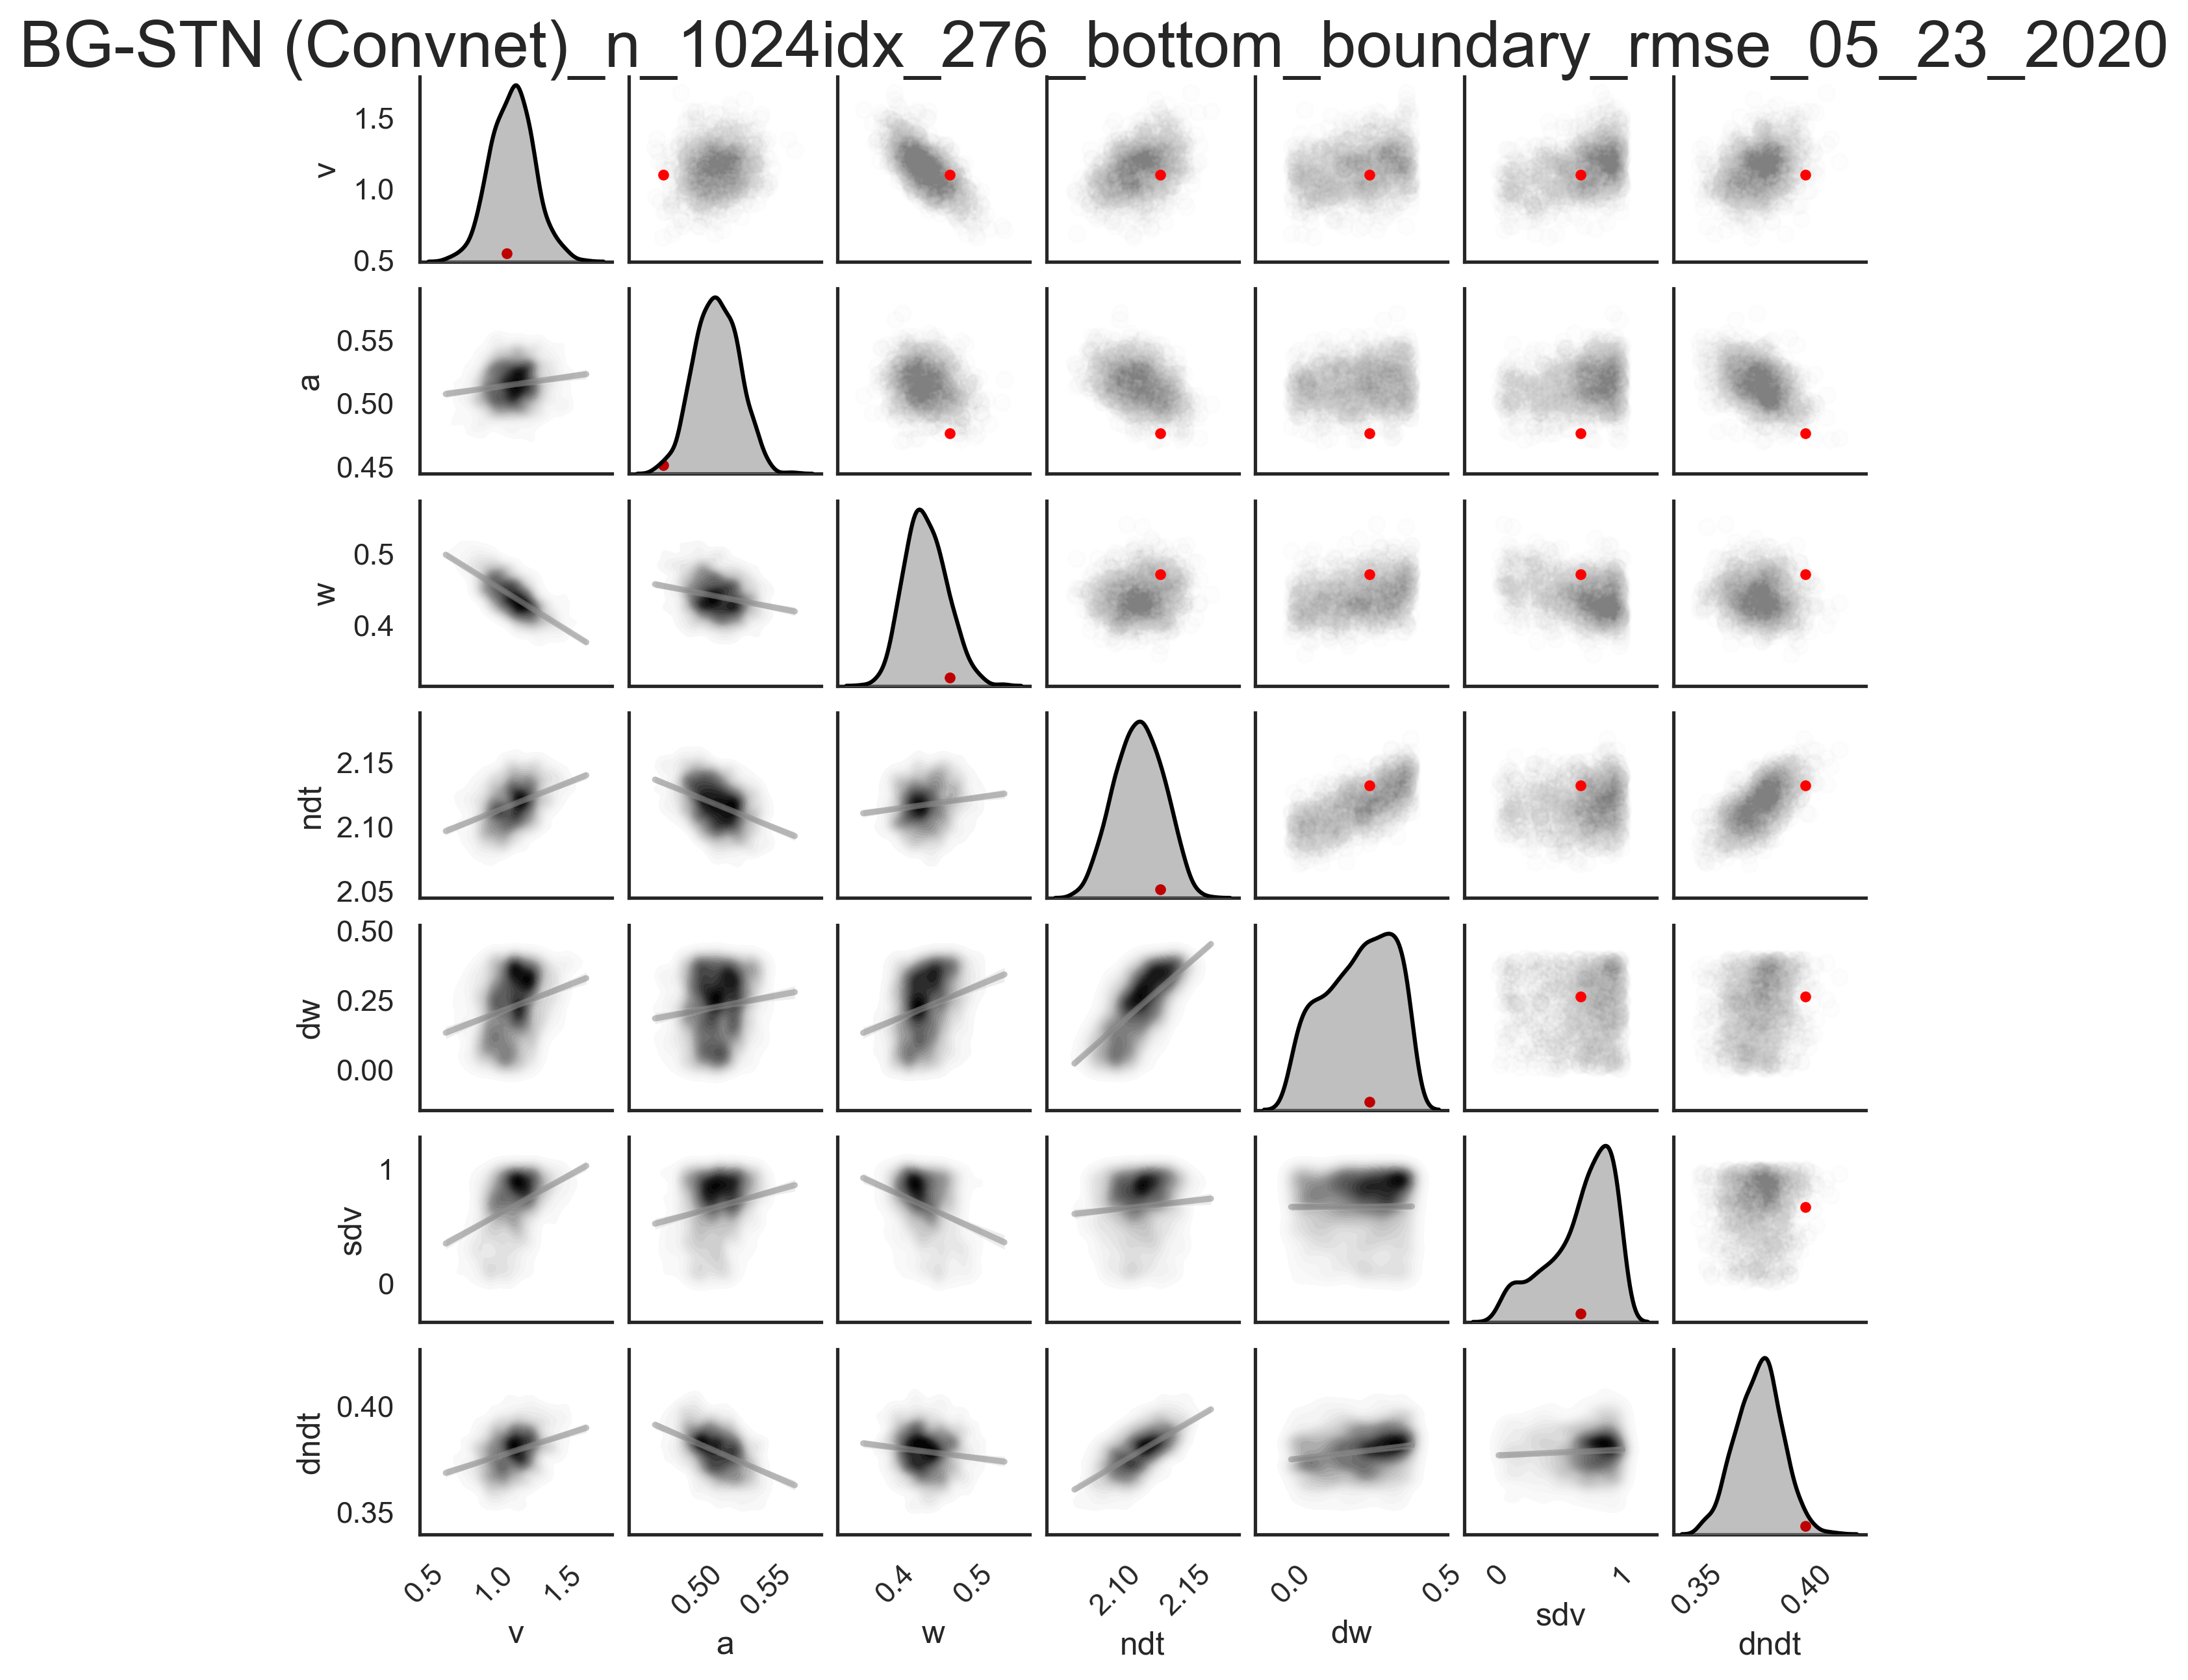 BG-STN (Convnet)_n_1024idx_276_bottom_boundary_rmse_05_23_2020
1.5
1.0
0.5
v
0.55
0.50
0.45
a
0.5
0.4
w
2.15
2.10
2.05
ndt
0.50
0.25
0.00
dw
1
0
sdv
0.40
0.35
dndt
0.5 1.0 1.5 0.50 0.55 0.4 0.5 2.10 2.15 0.0 0.5 0 1 0.35 0.40
v a w ndt dw sdv dndt